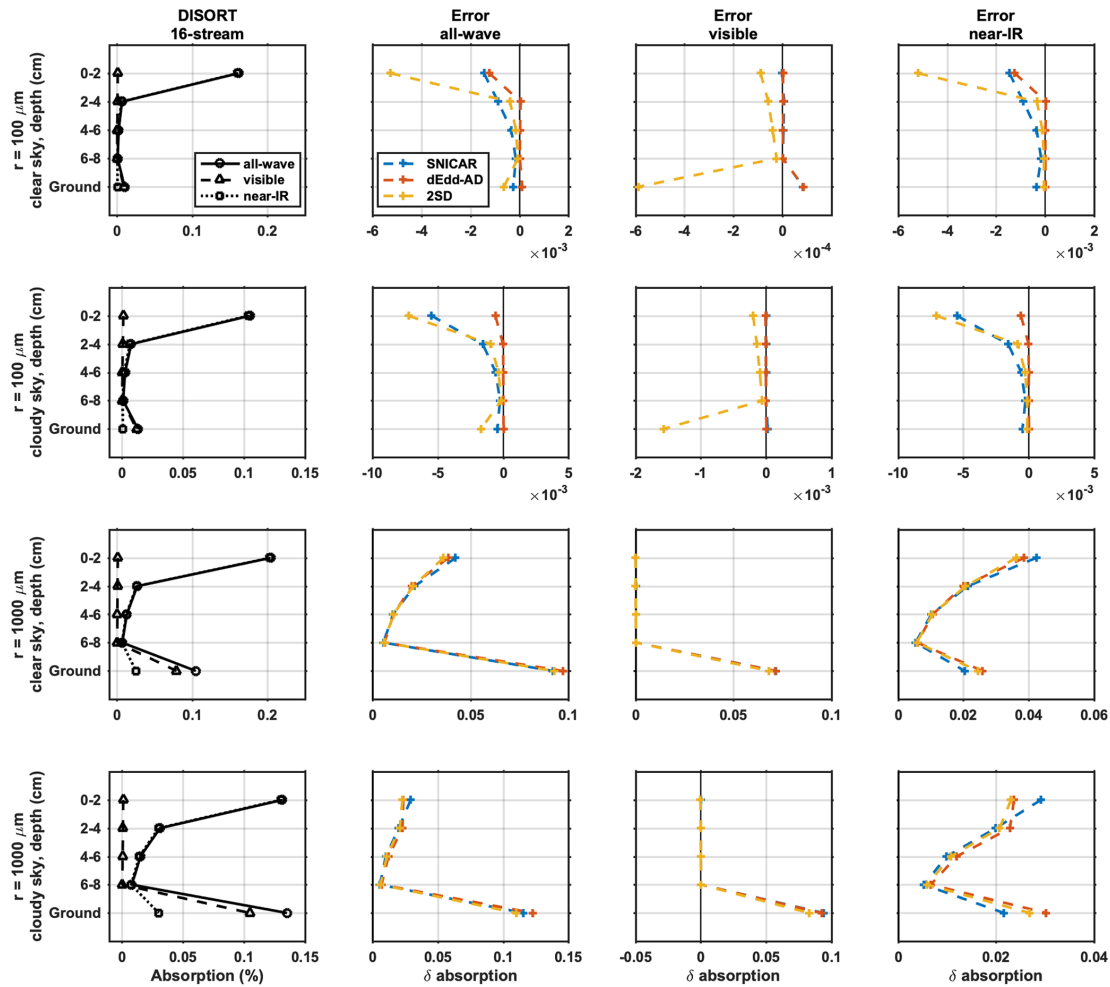 DISORT
16-stream
Error
all-wave
Error
visible
Error
near-IR
r = 100 μm
clear sky, depth (cm)
0-2
2-4
4-6
6-8
Ground
all-wave
visible
near-IR
SNICAR
dEdd-AD
2SD
0 0.1 0.2
-6 -4 -2 0 2
×10⁻³
-6 -4 -2 0
×10⁻⁴
-6 -4 -2 0 2
×10⁻³
r = 100 μm
cloudy sky, depth (cm)
0-2
2-4
4-6
6-8
Ground
0 0.05 0.1 0.15
-10 -5 0 5
×10⁻³
-2 -1 0 1
×10⁻³
-10 -5 0 5
×10⁻³
r = 1000 μm
clear sky, depth (cm)
0-2
2-4
4-6
6-8
Ground
0 0.1 0.2
0 0.05 0.1
0 0.05 0.1
0 0.02 0.04 0.06
r = 1000 μm
cloudy sky, depth (cm)
0-2
2-4
4-6
6-8
Ground
0 0.05 0.1 0.15
0 0.05 0.1 0.15
-0.05 0 0.05 0.1
0 0.02 0.04
Absorption (%)
δ absorption
δ absorption
δ absorption